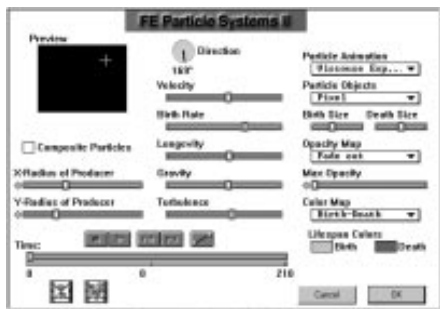 FE Particle Systems II
Preview
Direction
169°
Velocity
Birth Rate
Composite Particles
Longevity
X-Radius of Producer
Gravity
Y-Radius of Producer
Turbulence
Particle Animation
Viscous Exp...
Particle Objects
Pixel
Birth Size Death Size
Opacity Map
Fade out
Max Opacity
Color Map
Birth-Death
Lifespan Colors
Birth Death
Time:
0 0 210
Cancel OK